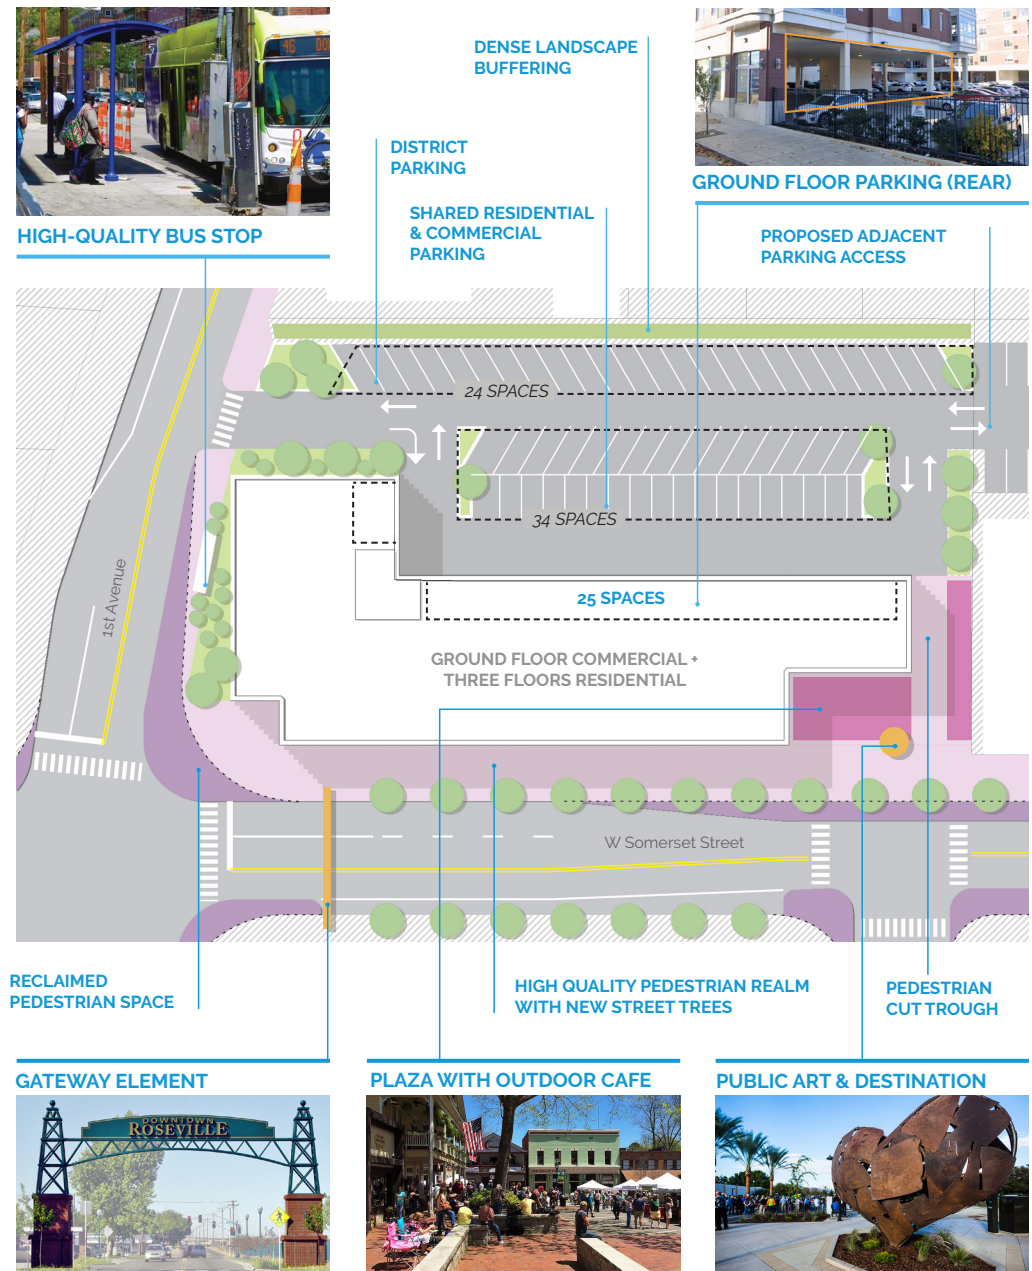 46 DO
DENSE LANDSCAPE
BUFFERING
DISTRICT
PARKING
GROUND FLOOR PARKING (REAR)
SHARED RESIDENTIAL
& COMMERCIAL
PARKING
HIGH-QUALITY BUS STOP
PROPOSED ADJACENT
PARKING ACCESS
24 SPACES
34 SPACES
1st Avenue
25 SPACES
GROUND FLOOR COMMERCIAL +
THREE FLOORS RESIDENTIAL
W Somerset Street
RECLAIMED
PEDESTRIAN SPACE
HIGH QUALITY PEDESTRIAN REALM
WITH NEW STREET TREES
PEDESTRIAN
CUT TROUGH
GATEWAY ELEMENT
PLAZA WITH OUTDOOR CAFE
PUBLIC ART & DESTINATION
DOWNTOWN
ROSEVILLE